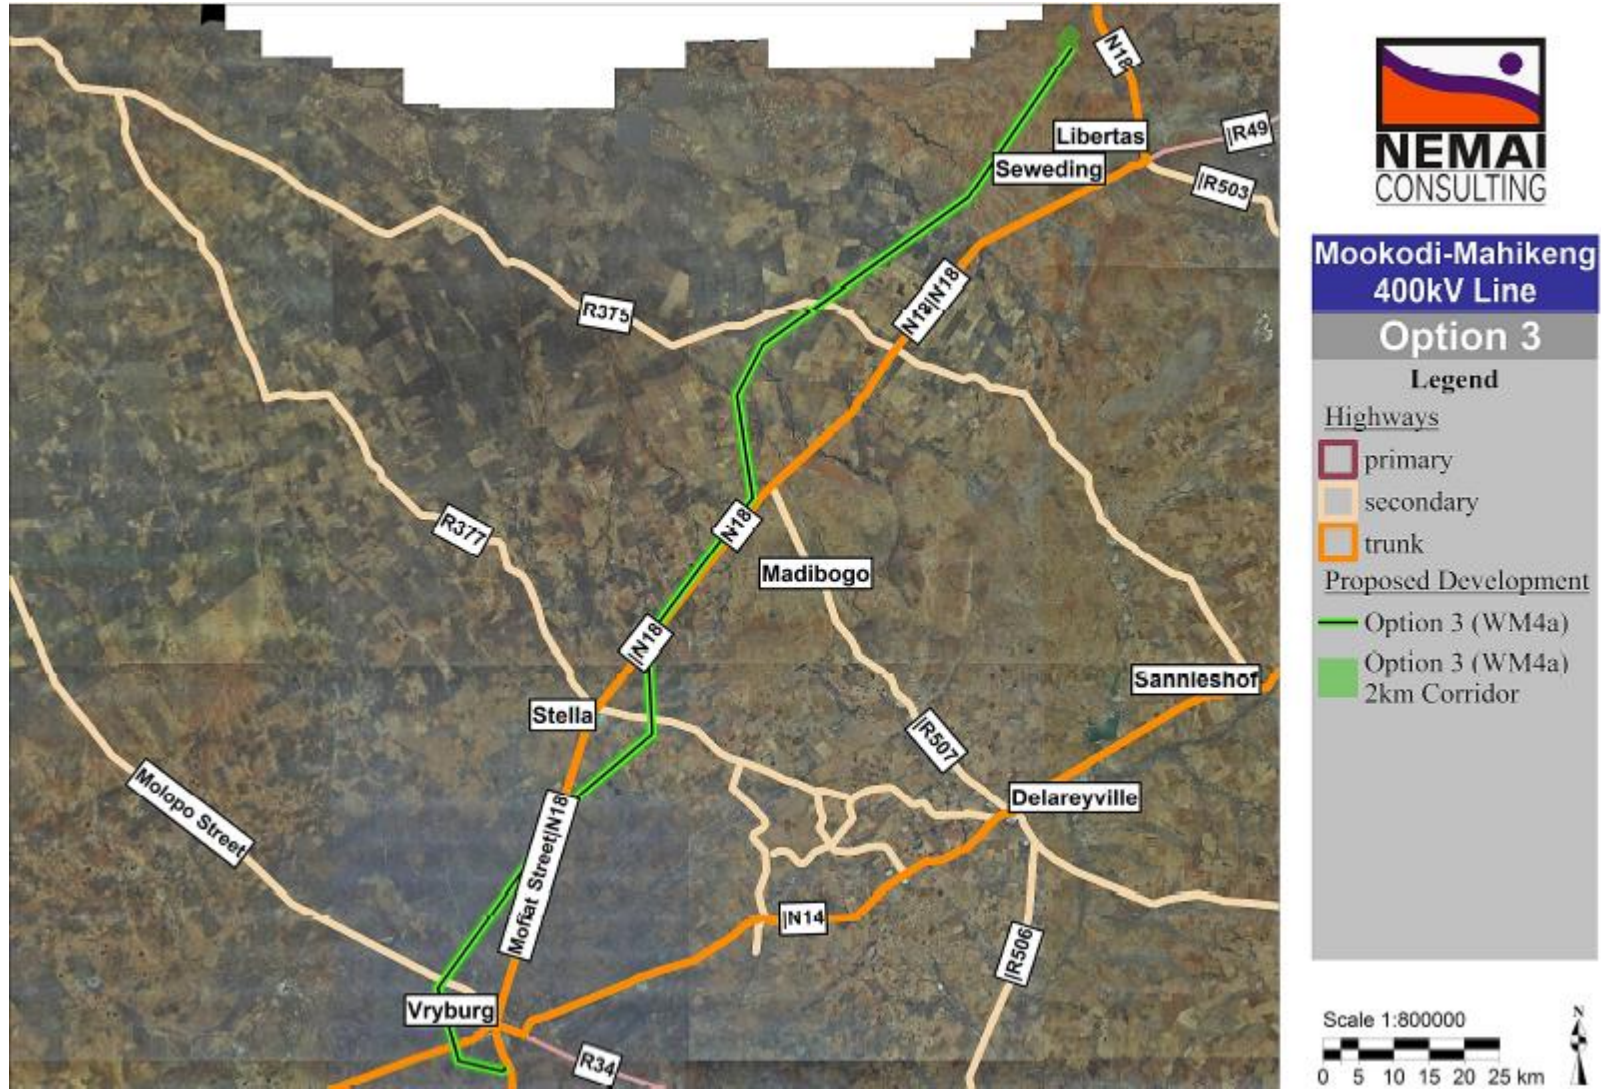 N18
Libertas
|R49
Seweding
|R503
N18|N18
R375
R377
N18
Madibogo
|N18
Sannieshof
Stella
|R507
Molopo Street
Delareyville
Moffat Street|N18
|N14
|R506
Vryburg
R34
NEMAI
CONSULTING
Mookodi-Mahikeng
400kV Line
Option 3
Legend
Highways
primary
secondary
trunk
Proposed Development
Option 3 (WM4a)
Option 3 (WM4a)
2km Corridor
Scale 1:800000
N
0 5 10 15 20 25 km